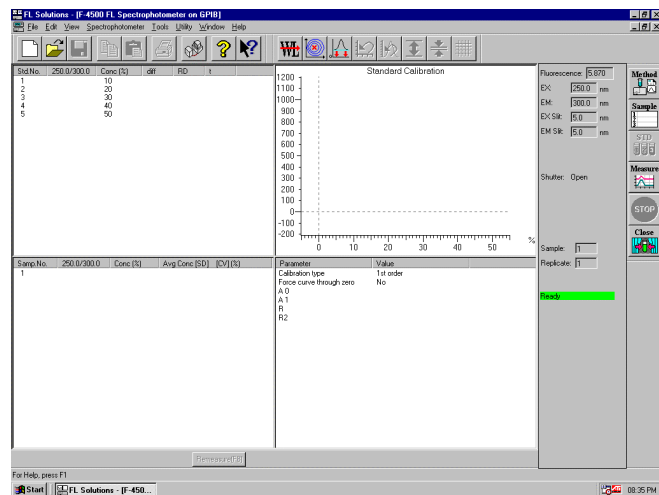 FL Solutions - [F-4500 FL Spectrophotometer on GPIB]
File Edit View Spectrophotometer Tools Utility Window Help
WL
Std.No. 250.0/300.0 Conc (%) diff RD t
1 10
2 20
3 30
4 40
5 50
Standard Calibration
1200
1100
1000
900
800
700
600
500
400
300
200
100
0
-100
-200
0 10 20 30 40 50 %
Fluorescence: 5.870
EX: 250.0 nm
EM: 300.0 nm
EX Slit: 5.0 nm
EM Slit: 5.0 nm
Shutter: Open
Sample: 1
Replicate: 1
Ready
Method
Sample
STD
Measure
STOP
Close
Samp.No. 250.0/300.0 Conc (%) Avg Conc [SD] [CV] (%)
1
Parameter Value
Calibration type 1st order
Force curve through zero No
A 0
A 1
R
R2
Remeasure(F8)
For Help, press F1
Start FL Solutions - [F-450... 08:35 PM